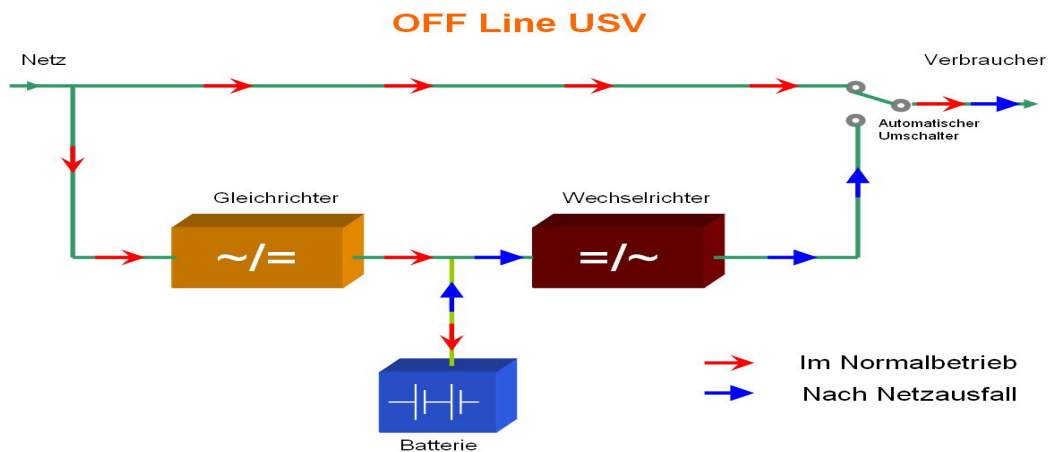 OFF Line USV
Netz
Verbraucher
Automatischer
Umschalter
Gleichrichter
Wechselrichter
~/=
=/~
Im Normalbetrieb
Nach Netzausfall
Batterie